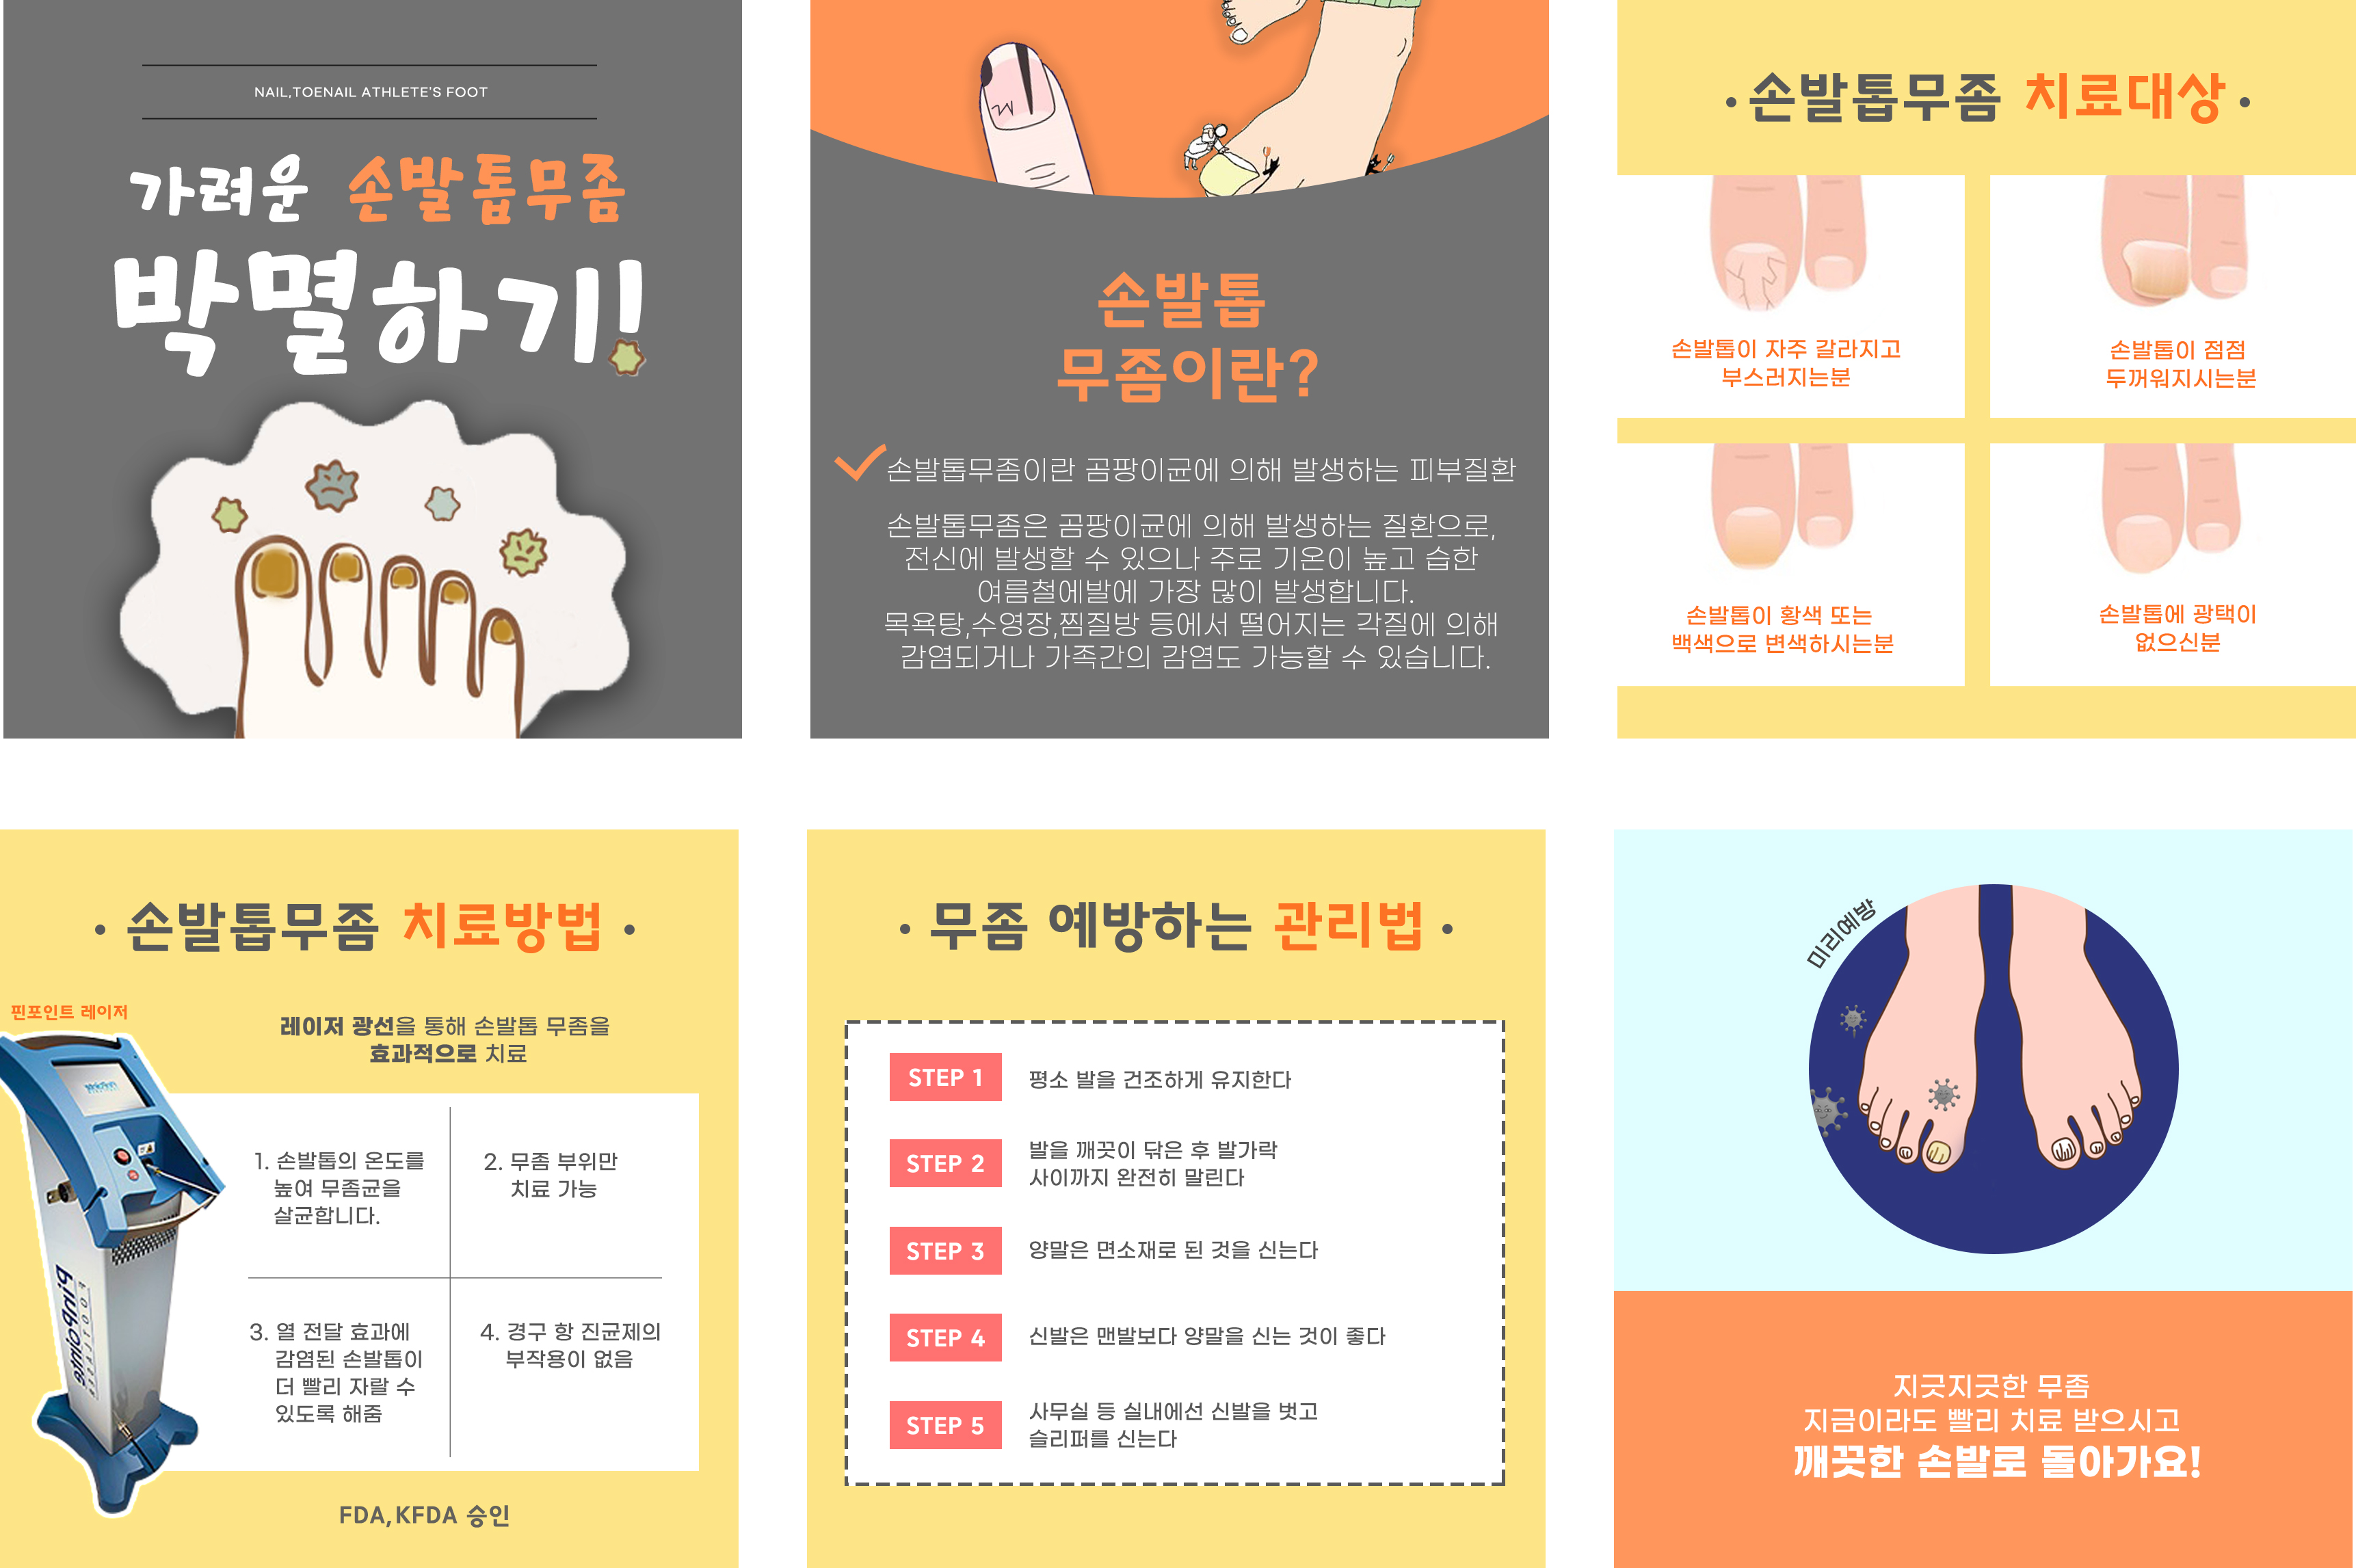 NAIL,TOENAIL ATHLETE'S FOOT
가려운 손발톱무좀
박멸하기!
손발톱
무좀이란?
손발톱무좀이란 곰팡이균에 의해 발생하는 피부질환
손발톱무좀은 곰팡이균에 의해 발생하는 질환으로,
전신에 발생할 수 있으나 주로 기온이 높고 습한
여름철에발에 가장 많이 발생합니다.
목욕탕,수영장,찜질방 등에서 떨어지는 각질에 의해
감염되거나 가족간의 감염도 가능할 수 있습니다.
• 손발톱무좀 치료대상 •
손발톱이 자주 갈라지고
부스러지는분
손발톱이 점점
두꺼워지시는분
손발톱이 황색 또는
백색으로 변색하시는분
손발톱에 광택이
없으신분
• 손발톱무좀 치료방법 •
핀포인트 레이저
레이저 광선을 통해 손발톱 무좀을
효과적으로 치료
1. 손발톱의 온도를
높여 무좀균을
살균합니다.
2. 무좀 부위만
치료 가능
3. 열 전달 효과에
감염된 손발톱이
더 빨리 자랄 수
있도록 해줌
4. 경구 항 진균제의
부작용이 없음
PinPointe
FOOTLASER
FDA,KFDA 승인
• 무좀 예방하는 관리법 •
STEP 1
평소 발을 건조하게 유지한다
STEP 2
발을 깨끗이 닦은 후 발가락
사이까지 완전히 말린다
STEP 3
양말은 면소재로 된 것을 신는다
STEP 4
신발은 맨발보다 양말을 신는 것이 좋다
STEP 5
사무실 등 실내에선 신발을 벗고
슬리퍼를 신는다
미리예방
지긋지긋한 무좀
지금이라도 빨리 치료 받으시고
깨끗한 손발로 돌아가요!